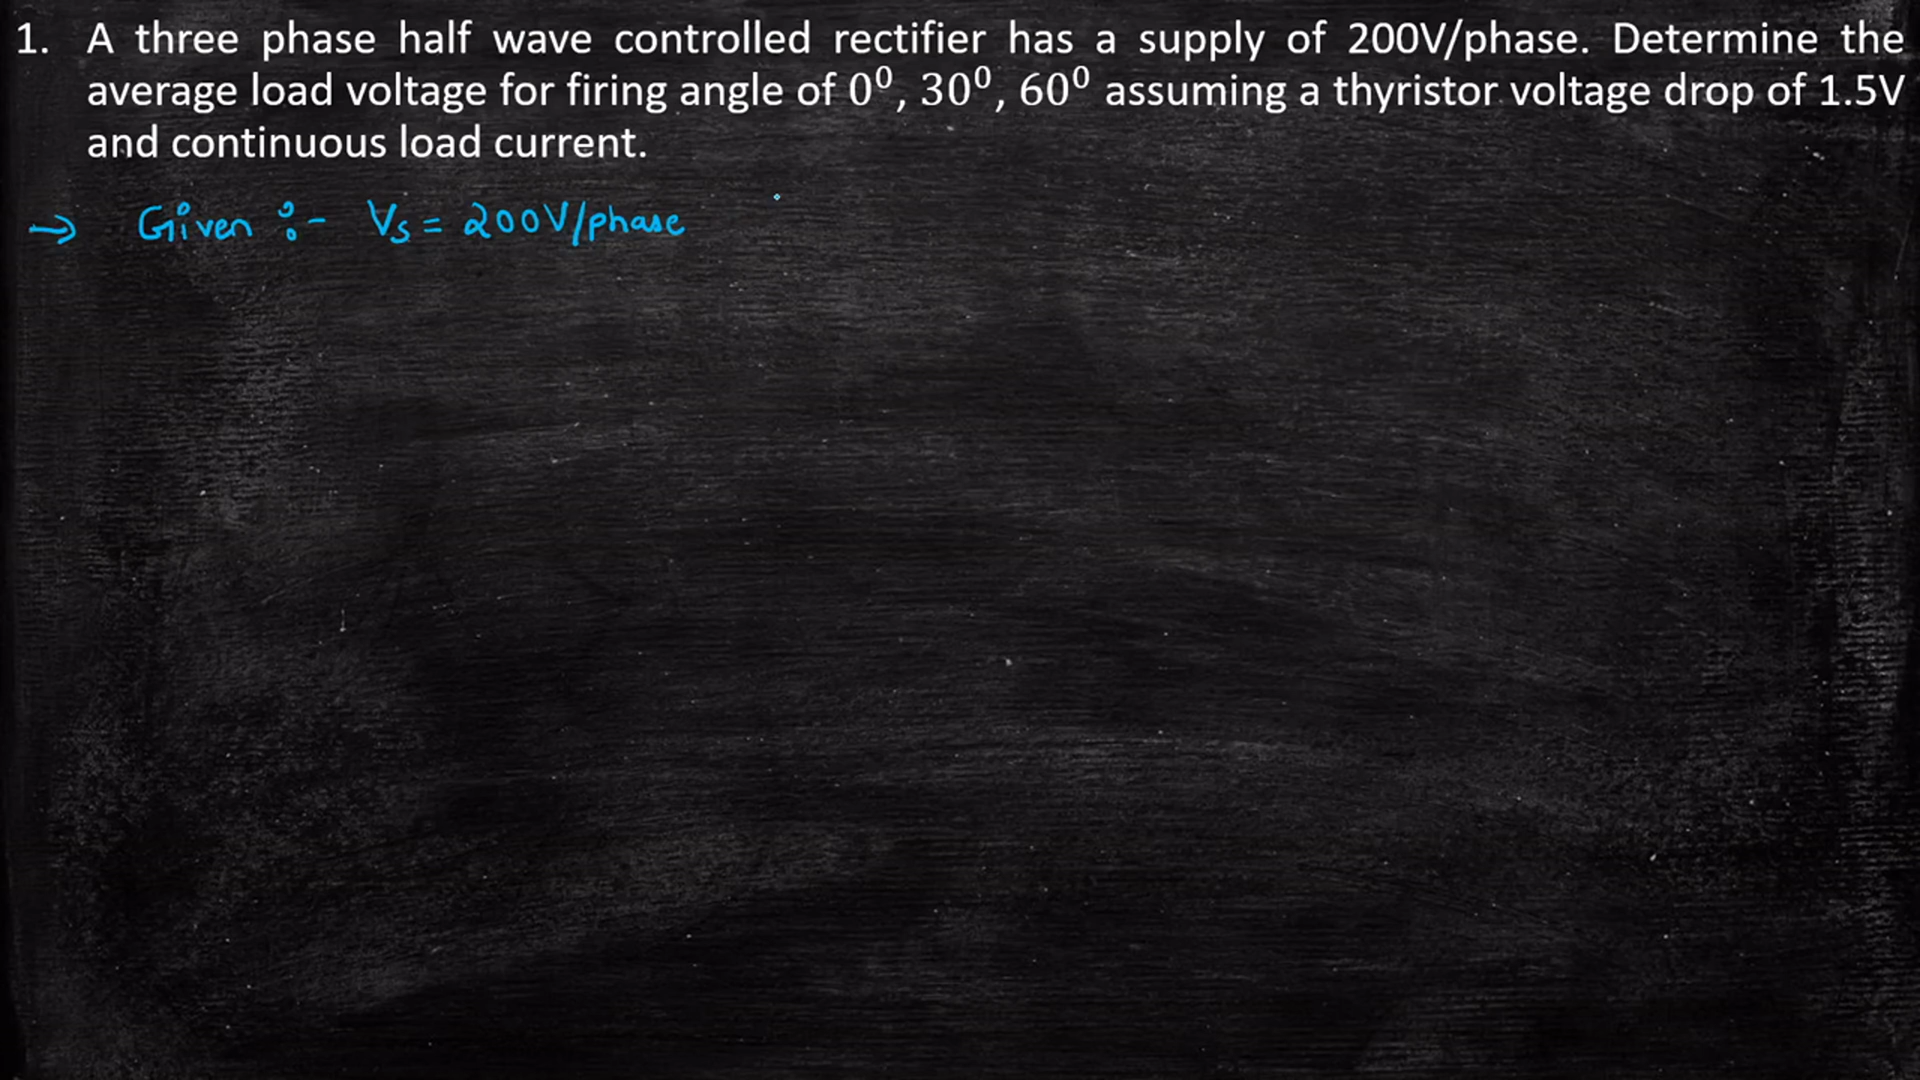 1. A three phase half wave controlled rectifier has a supply of 200V/phase. Determine the
average load voltage for firing angle of 0⁰, 30⁰, 60⁰ assuming a thyristor voltage drop of 1.5V
and continuous load current.
→ Given :- Vs = 200V/phase